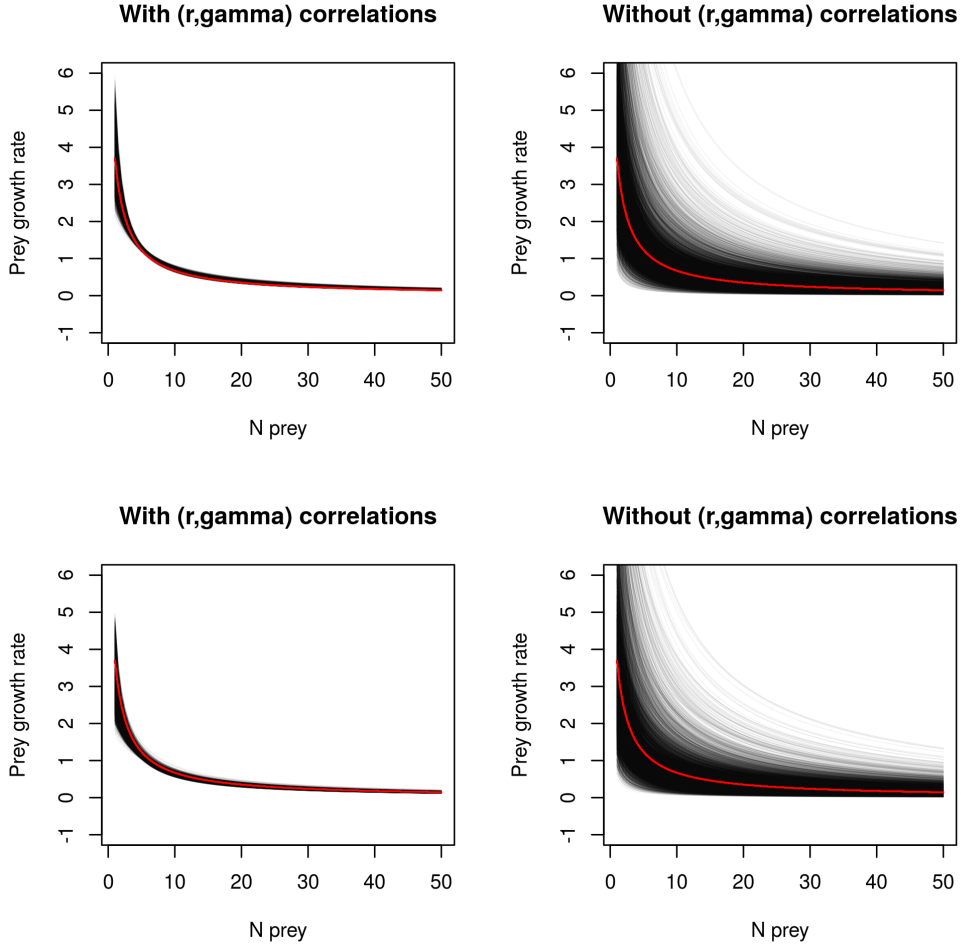 With (r,gamma) correlations
Without (r,gamma) correlations
Prey growth rate
6
5
4
3
2
1
0
-1
0 10 20 30 40 50
N prey
Prey growth rate
6
5
4
3
2
1
0
-1
0 10 20 30 40 50
N prey
With (r,gamma) correlations
Without (r,gamma) correlations
Prey growth rate
6
5
4
3
2
1
0
-1
0 10 20 30 40 50
N prey
Prey growth rate
6
5
4
3
2
1
0
-1
0 10 20 30 40 50
N prey